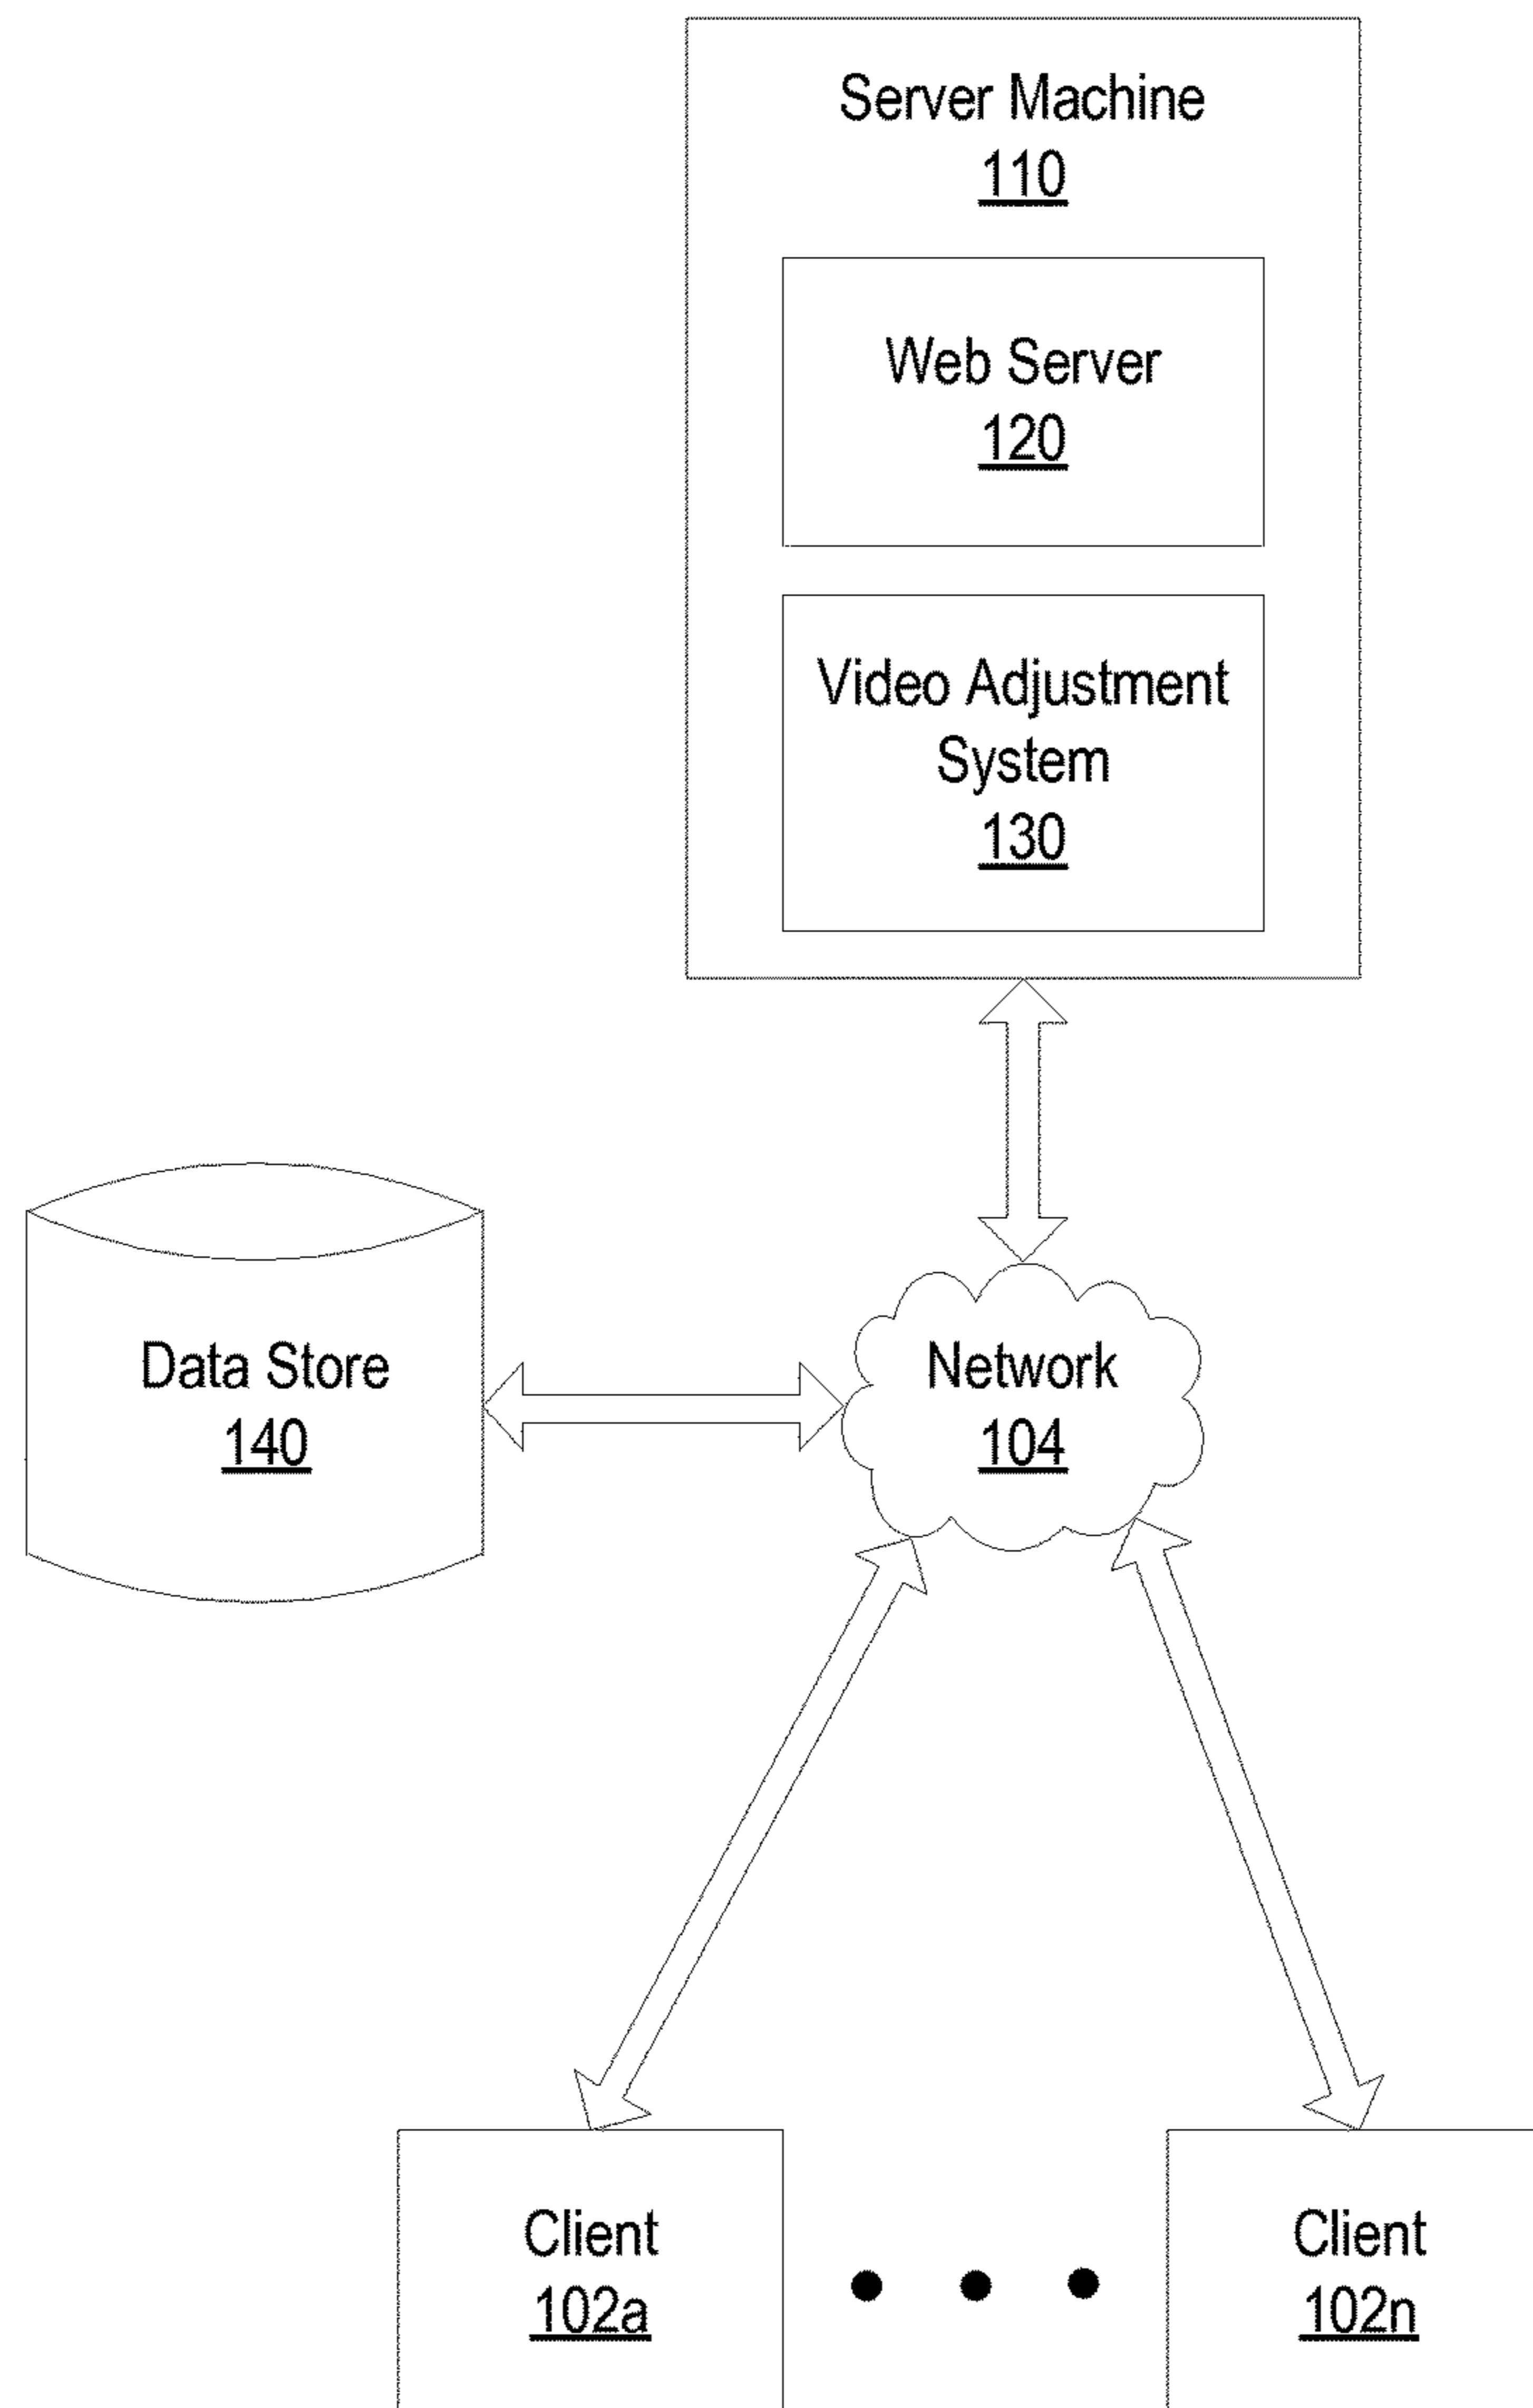 Server Machine
110
Web Server
120
Video Adjustment
System
130
Data Store
140
Network
104
Client
102a
Client
102n